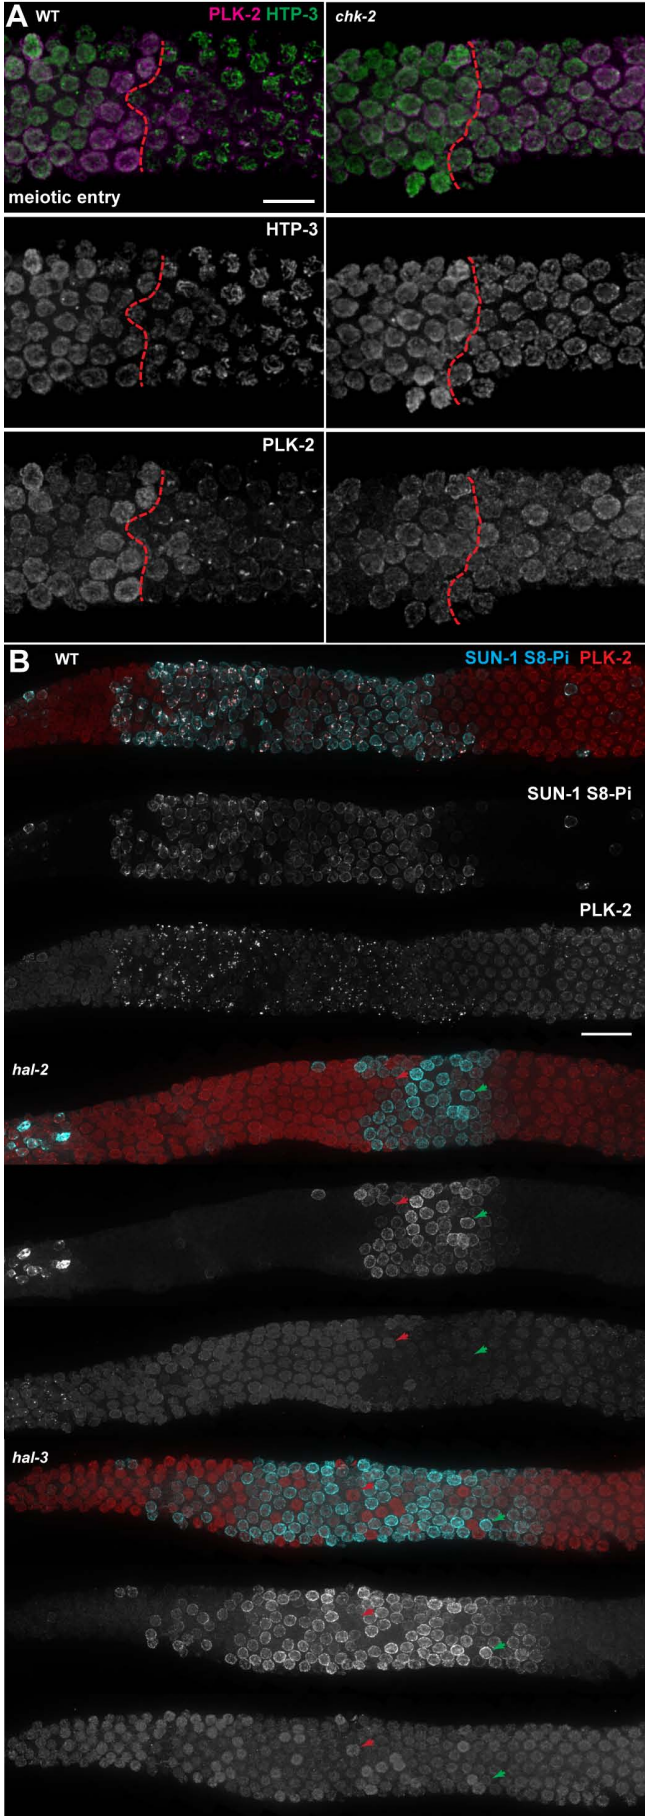 A WT PLK-2 HTP-3 chk-2
meiotic entry
HTP-3
PLK-2
B WT SUN-1 S8-Pi PLK-2
SUN-1 S8-Pi
PLK-2
hal-2
hal-3